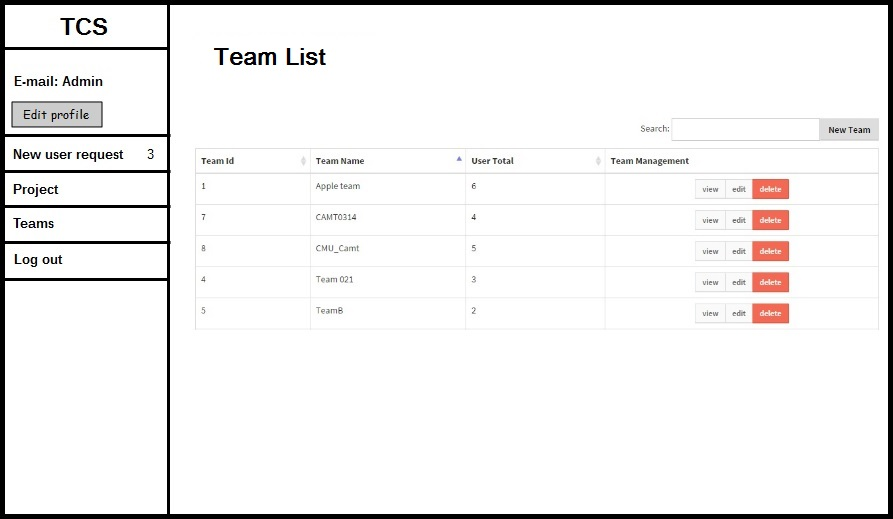 TCS
E-mail: Admin
Edit profile
New user request 3
Project
Teams
Log out
Team List
Search: New Team
Team Id Team Name User Total Team Management
1 Apple team 6 view edit delete
7 CAMT0314 4 view edit delete
8 CMU_Camt 5 view edit delete
4 Team 021 3 view edit delete
5 TeamB 2 view edit delete